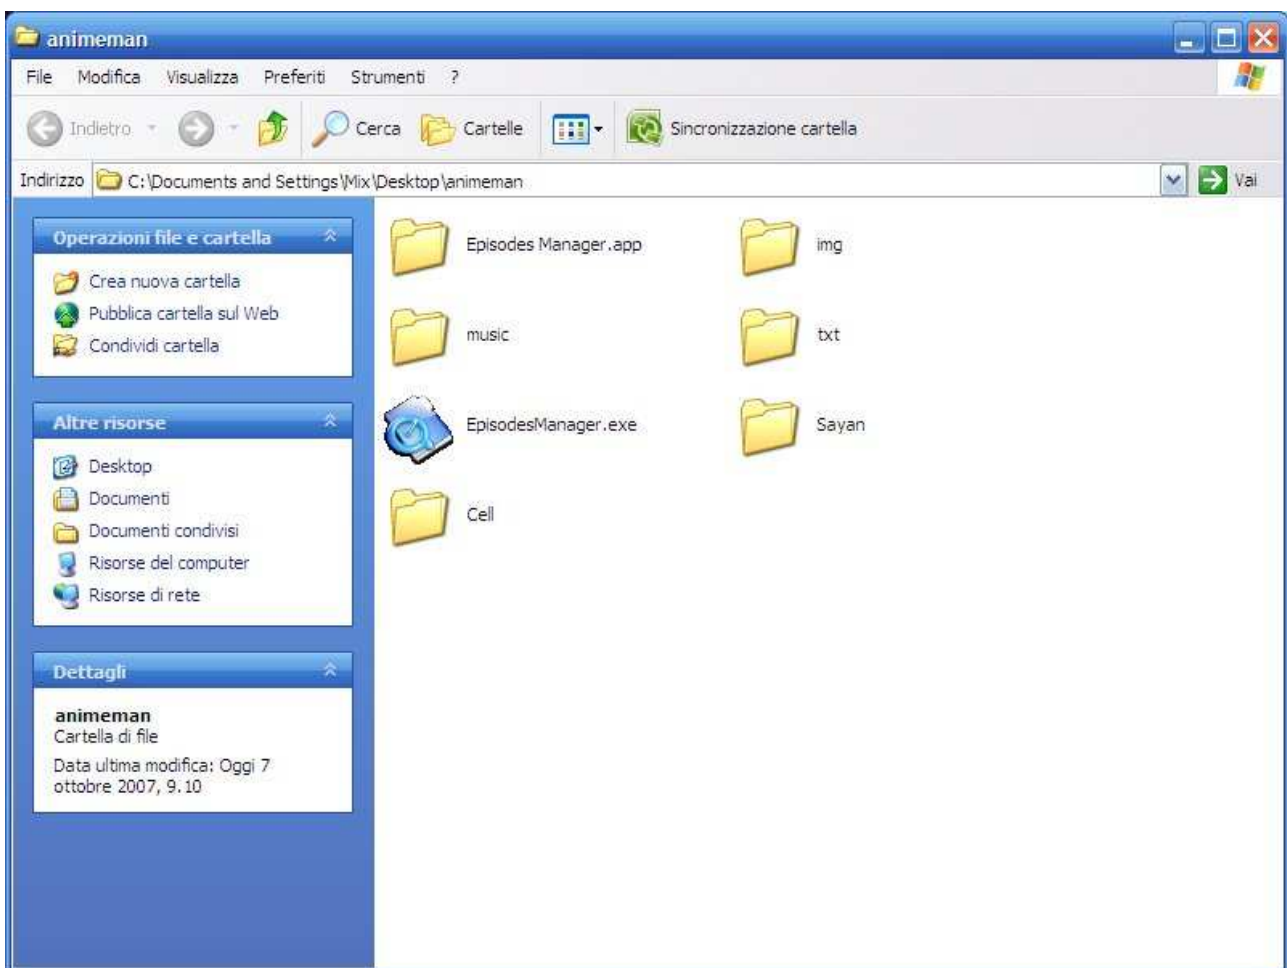 animeman
File Modifica Visualizza Preferiti Strumenti ?
Indietro Cerca Cartelle Sincronizzazione cartella
Indirizzo C:\Documents and Settings\Mix\Desktop\animeman Vai
Operazioni file e cartella
Crea nuova cartella
Pubblica cartella sul Web
Condividi cartella
Altre risorse
Desktop
Documenti
Documenti condivisi
Risorse del computer
Risorse di rete
Dettagli
animeman
Cartella di file
Data ultima modifica: Oggi 7
ottobre 2007, 9.10
Episodes Manager.app img
music txt
EpisodesManager.exe Sayan
Cell